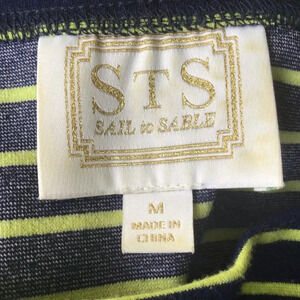 STS
SAIL to SABLE
M
MADE IN
CHINA